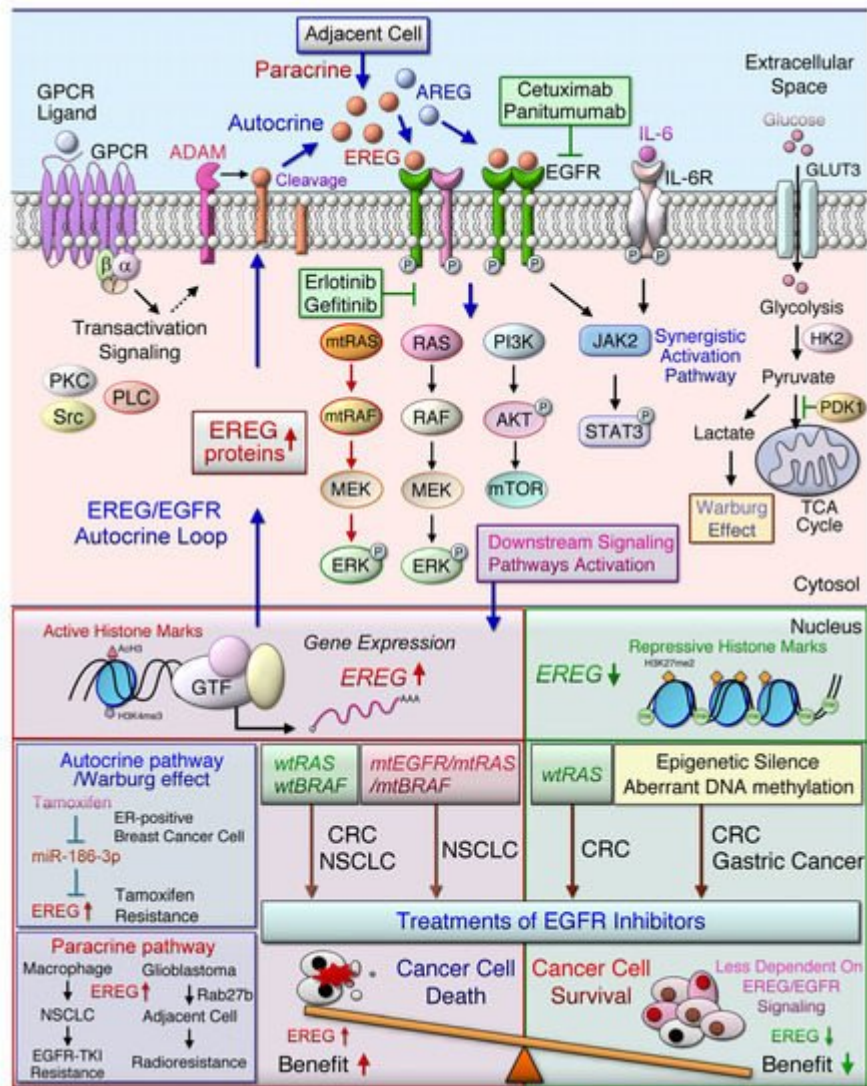 Adjacent Cell
Paracrine
AREG
Autocrine
EREG
GPCR
Ligand
GPCR
ADAM
Cleavage
Cetuximab
Panitumumab
EGFR
IL-6
IL-6R
Extracellular
Space
Glucose
GLUT3
β
α
P
P
P
P
P
P
Transactivation
Signaling
PKC
PLC
Src
Erlotinib
Gefitinib
mtRAS
RAS
PI3K
JAK2
Synergistic
Activation
Pathway
mtRAF
RAF
AKT
P
STAT3
P
MEK
MEK
mTOR
ERK
P
ERK
P
Glycolysis
HK2
Pyruvate
PDK1
Lactate
Warburg
Effect
TCA
Cycle
EREG
proteins
EREG/EGFR
Autocrine Loop
Downstream Signaling
Pathways Activation
Cytosol
Active Histone Marks
AcH3
H3K4me3
GTF
Gene Expression
EREG
AAA
Nucleus
Repressive Histone Marks
H3K27me2
EREG
Autocrine pathway
/Warburg effect
Tamoxifen
ER-positive
Breast Cancer Cell
miR-186-3p
EREG
Tamoxifen
Resistance
Paracrine pathway
Macrophage
Glioblastoma
EREG
Rab27b
NSCLC
Adjacent Cell
EGFR-TKI
Resistance
Radioresistance
wtRAS
wtBRAF
mtEGFR/mtRAS
/mtBRAF
wtRAS
Epigenetic Silence
Aberrant DNA methylation
CRC
NSCLC
NSCLC
CRC
CRC
Gastric Cancer
Treatments of EGFR Inhibitors
Cancer Cell
Death
Cancer Cell
Survival
Less Dependent On
EREG/EGFR
Signaling
EREG
Benefit
EREG
Benefit